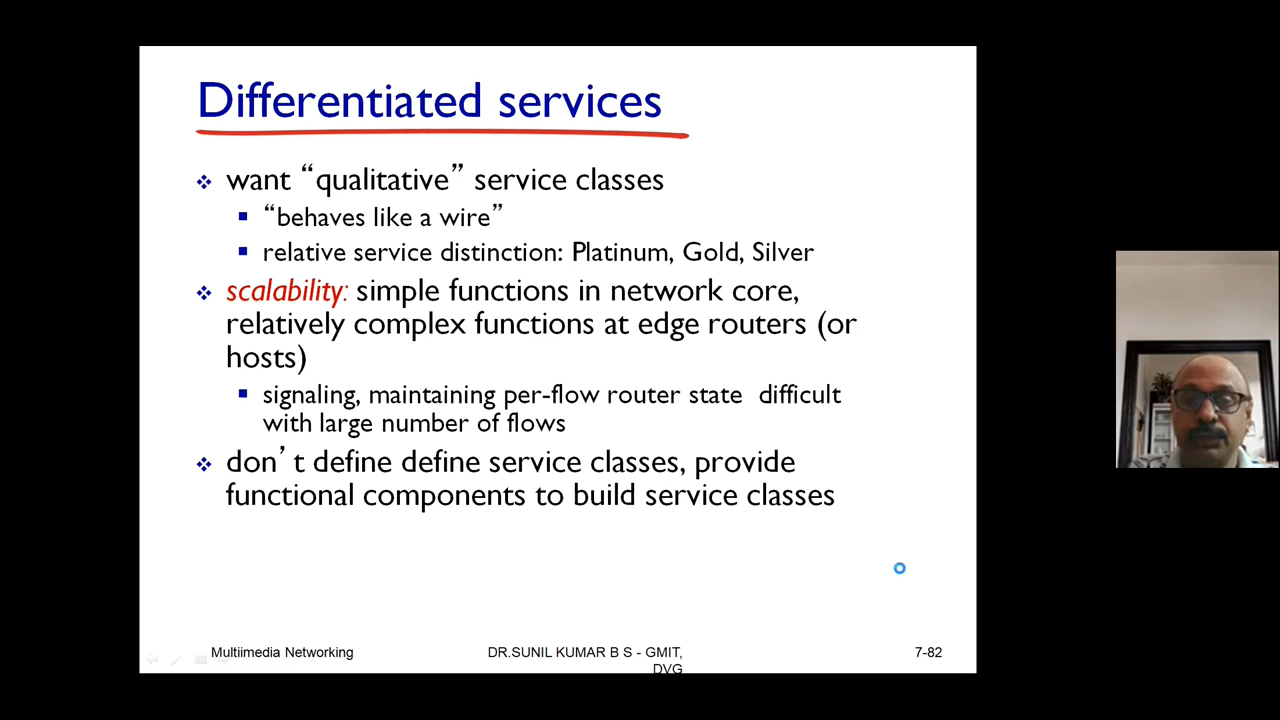 Differentiated services
want “qualitative” service classes
“behaves like a wire”
relative service distinction: Platinum, Gold, Silver
scalability: simple functions in network core,
relatively complex functions at edge routers (or
hosts)
signaling, maintaining per-flow router state difficult
with large number of flows
don’t define define service classes, provide
functional components to build service classes
Multiimedia Networking
DR.SUNIL KUMAR B S - GMIT,
DVG
7-82